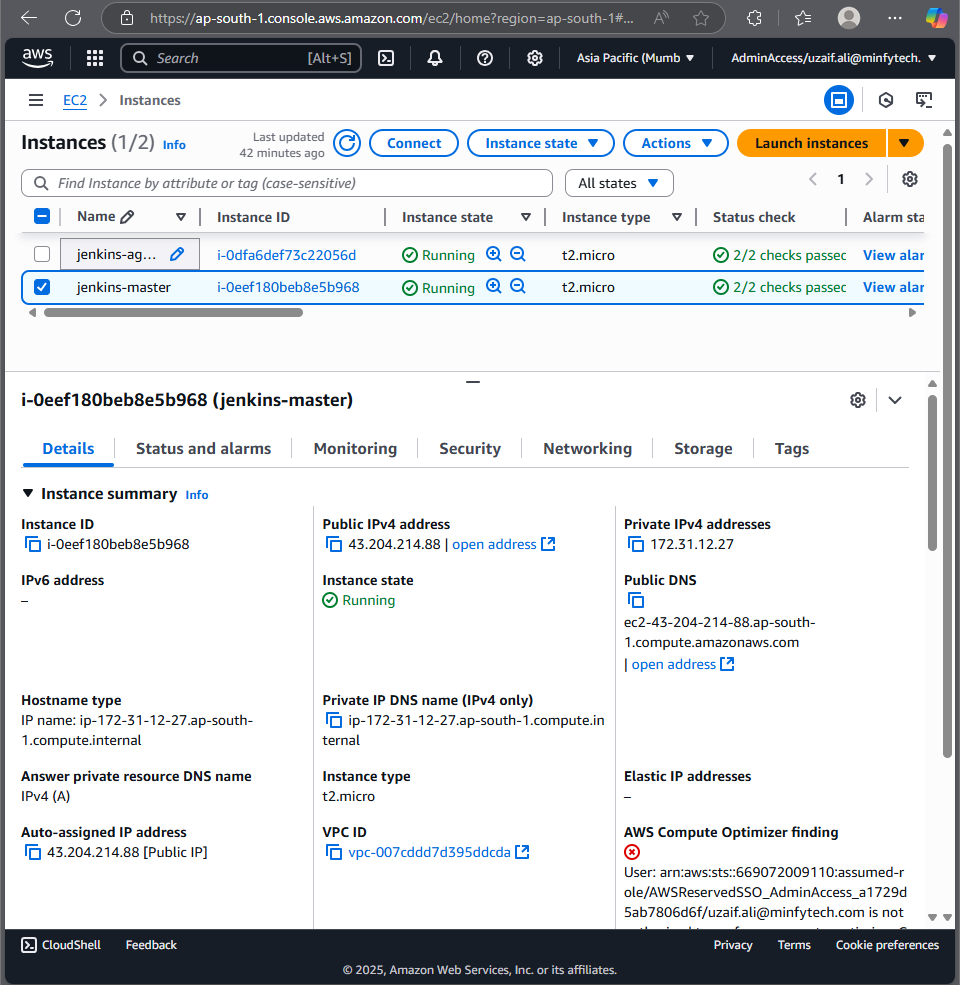 https://ap-south-1.console.aws.amazon.com/ec2/home?region=ap-south-1#...
aws
Search [Alt+S]
Asia Pacific (Mumb
AdminAccess/uzaif.ali@minfytech.
EC2 > Instances
Instances (1/2) Info
Last updated
42 minutes ago
Connect
Instance state
Actions
Launch instances
Find Instance by attribute or tag (case-sensitive)
All states
1
Name Instance ID Instance state Instance type Status check Alarm sta
jenkins-ag... i-0dfa6def73c22056d Running t2.micro 2/2 checks passed View alar
jenkins-master i-0eef180beb8e5b968 Running t2.micro 2/2 checks passed View alar
i-0eef180beb8e5b968 (jenkins-master)
Details Status and alarms Monitoring Security Networking Storage Tags
Instance summary Info
Instance ID
i-0eef180beb8e5b968
Public IPv4 address
43.204.214.88 | open address
Private IPv4 addresses
172.31.12.27
IPv6 address
–
Instance state
Running
Public DNS
ec2-43-204-214-88.ap-south-
1.compute.amazonaws.com
| open address
Hostname type
IP name: ip-172-31-12-27.ap-south-
1.compute.internal
Private IP DNS name (IPv4 only)
ip-172-31-12-27.ap-south-1.compute.in
ternal
Answer private resource DNS name
IPv4 (A)
Instance type
t2.micro
Elastic IP addresses
–
Auto-assigned IP address
43.204.214.88 [Public IP]
VPC ID
vpc-007cddd7d395ddcda
AWS Compute Optimizer finding
User: arn:aws:sts::669072009110:assumed-r
ole/AWSReservedSSO_AdminAccess_a1729d
5ab7806d6f/uzaif.ali@minfytech.com is not
CloudShell Feedback
Privacy Terms Cookie preferences
© 2025, Amazon Web Services, Inc. or its affiliates.